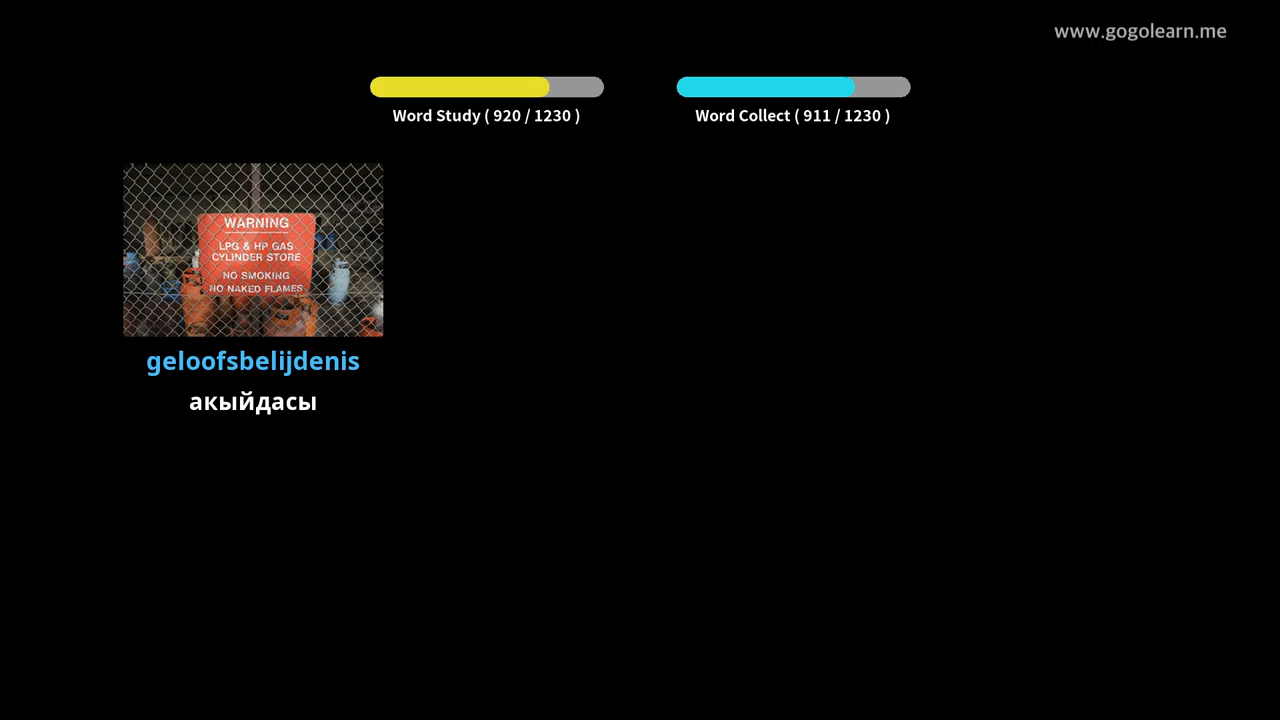 www.gogolearn.me
Word Study ( 920 / 1230 )
Word Collect ( 911 / 1230 )
WARNING
LPG & HP GAS
CYLINDER STORE
NO SMOKING
NO NAKED FLAMES
geloofsbelijdenis
акыйдасы